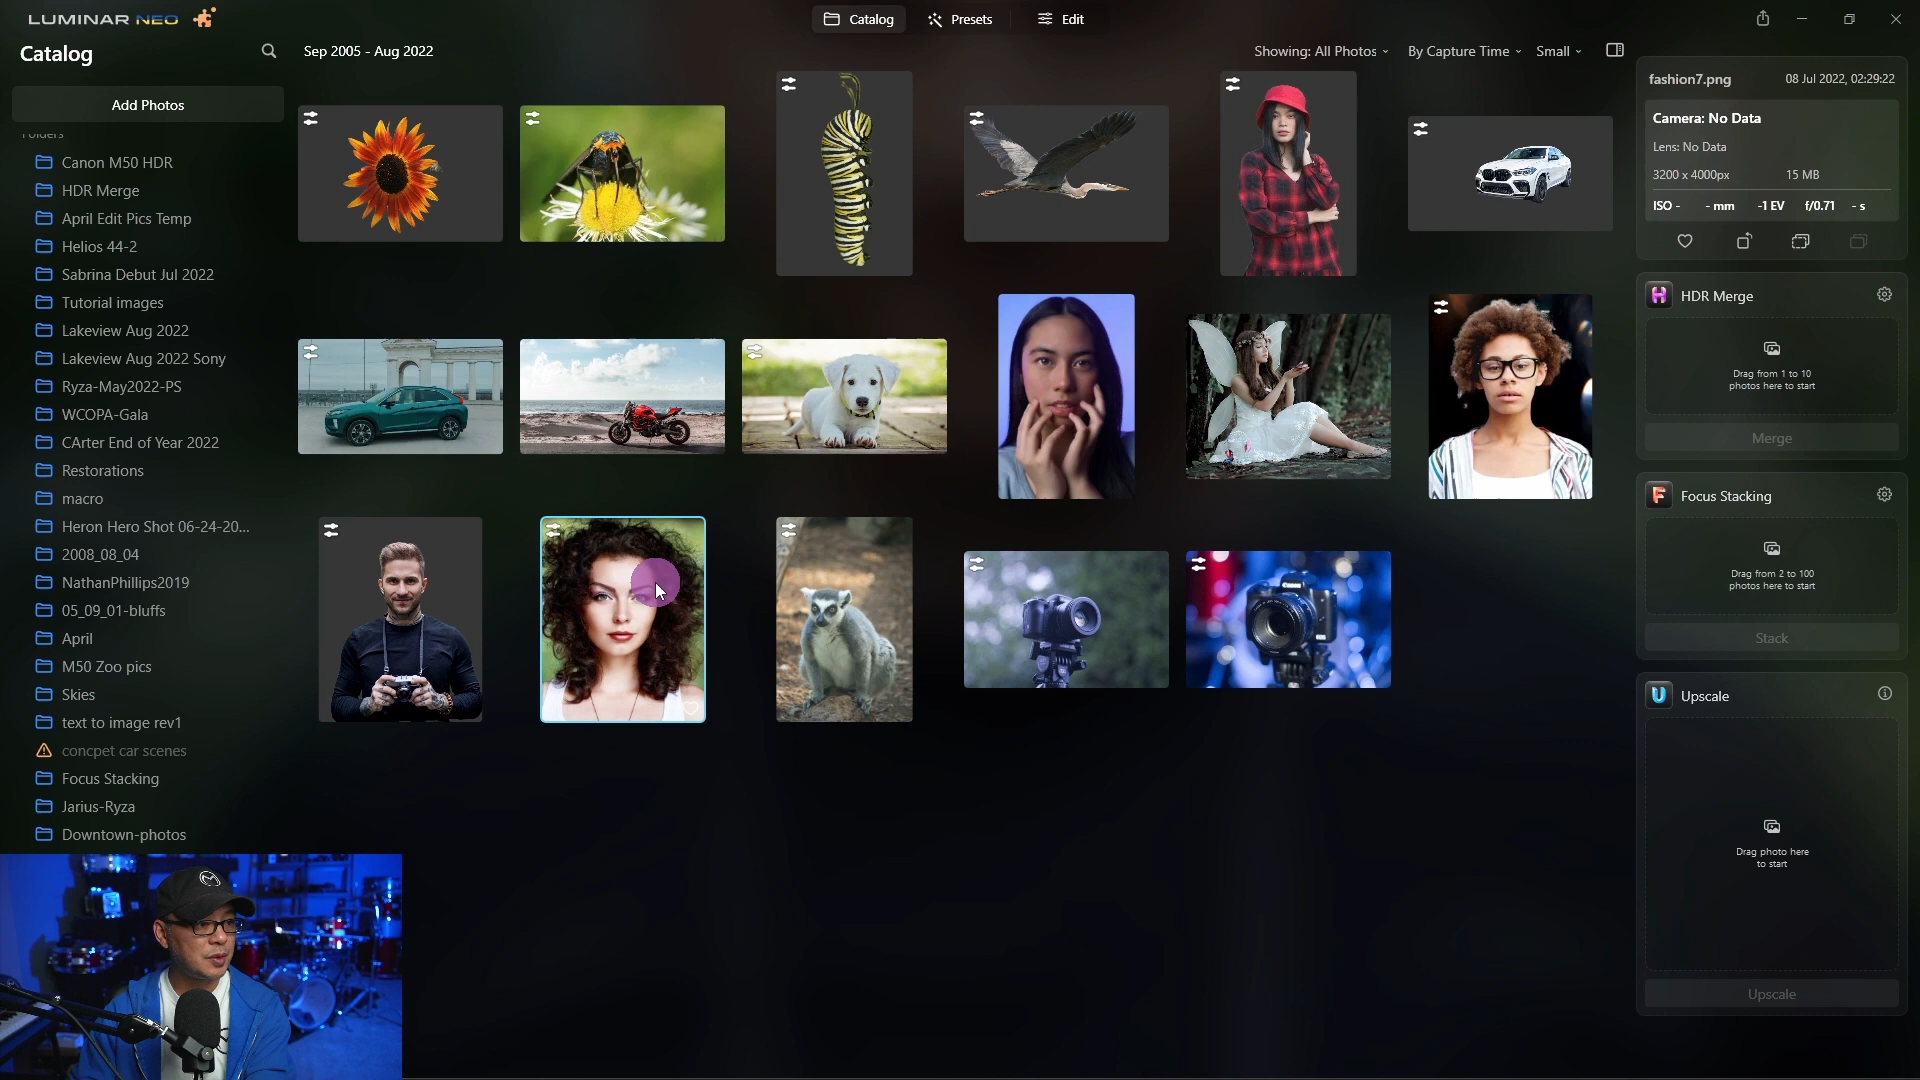 LUMINAR NEO
Catalog
Presets
Edit
Catalog
Sep 2005 - Aug 2022
Showing: All Photos
By Capture Time
Small
Add Photos
Folders
Canon M50 HDR
HDR Merge
April Edit Pics Temp
Helios 44-2
Sabrina Debut Jul 2022
Tutorial images
Lakeview Aug 2022
Lakeview Aug 2022 Sony
Ryza-May2022-PS
WCOPA-Gala
CArter End of Year 2022
Restorations
macro
Heron Hero Shot 06-24-20...
2008_08_04
NathanPhillips2019
05_09_01-bluffs
April
M50 Zoo pics
Skies
text to image rev1
concpet car scenes
Focus Stacking
Jarius-Ryza
Downtown-photos
fashion7.png
08 Jul 2022, 02:29:22
Camera: No Data
Lens: No Data
3200 x 4000px
15 MB
ISO -
- mm
-1 EV
f/0.71
- s
HDR Merge
Drag from 1 to 10
photos here to start
Merge
Focus Stacking
Drag from 2 to 100
photos here to start
Stack
Upscale
Drag photo here
to start
Upscale
Canon